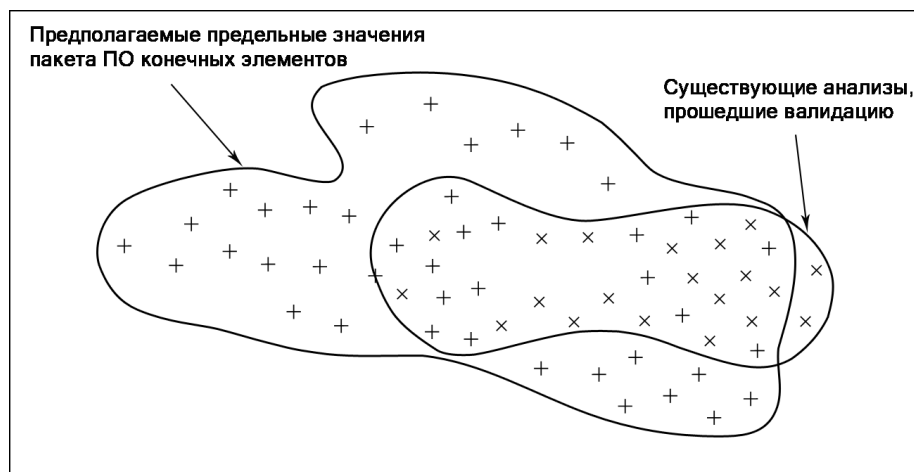 Предполагаемые предельные значения
пакета ПО конечных элементов
Существующие анализы,
прошедшие валидацию